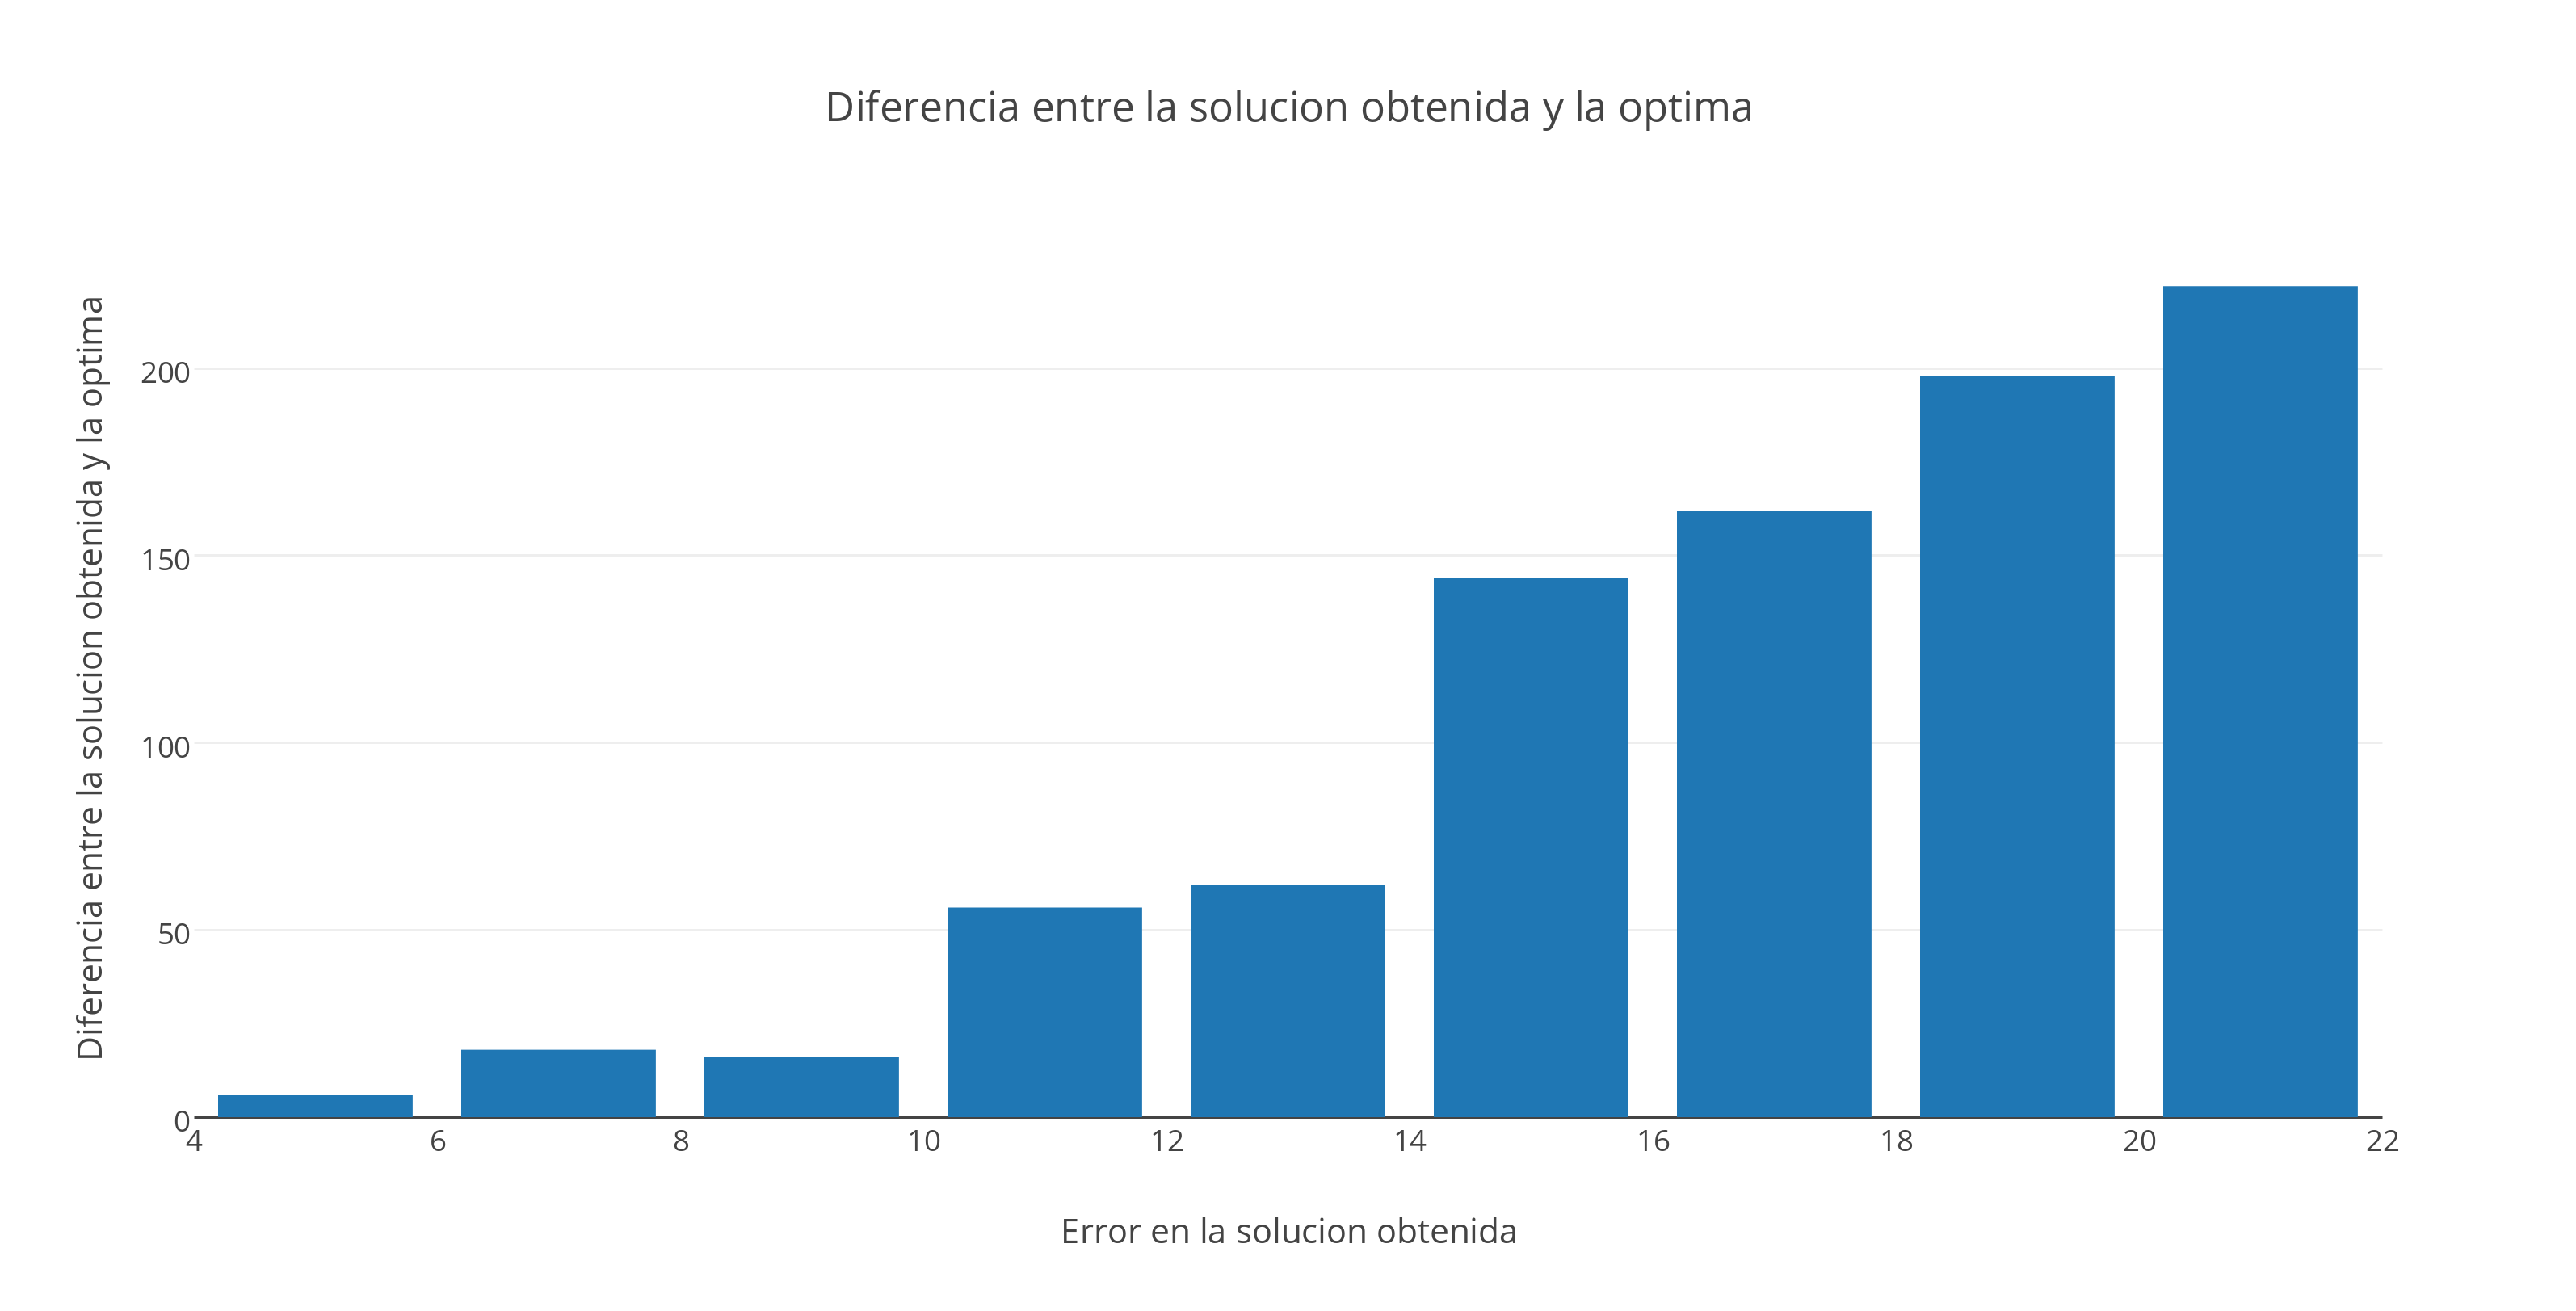 Diferencia entre la solucion obtenida y la optima
Diferencia entre la solucion obtenida y la optima
200
150
100
50
0
4 6 8 10 12 14 16 18 20 22
Error en la solucion obtenida